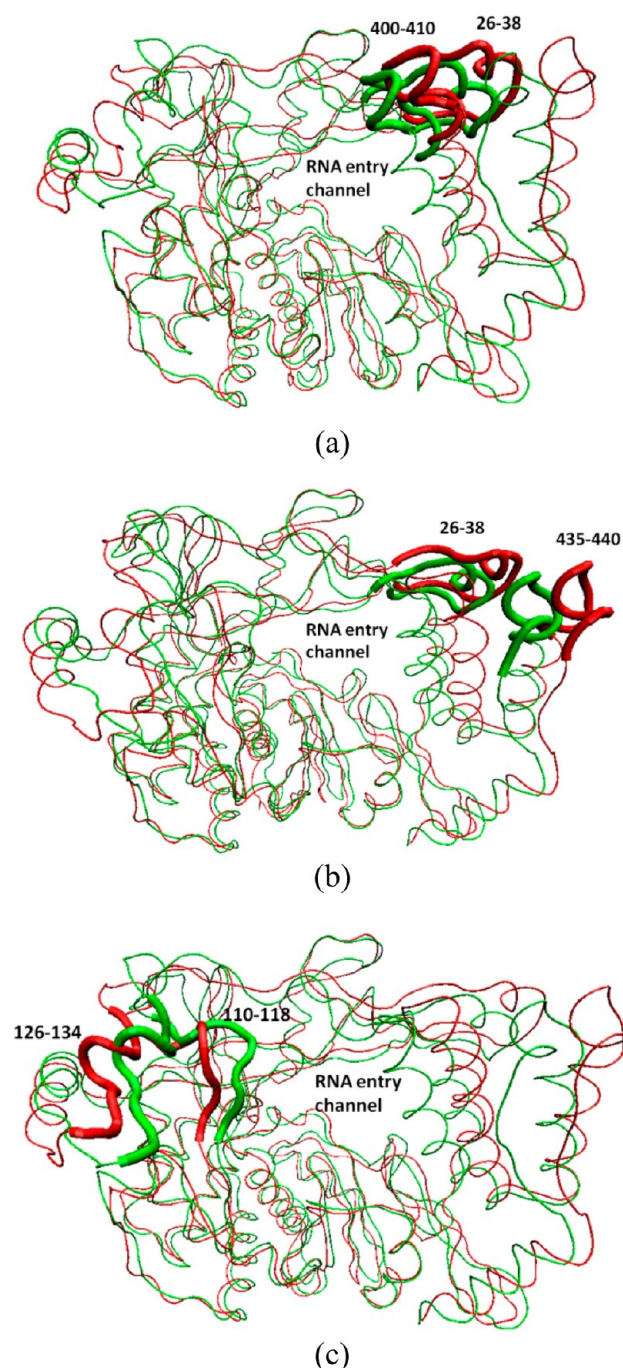 400-410 26-38
RNA entry
channel
(a)
26-38 435-440
RNA entry
channel
(b)
126-134 110-118
RNA entry
channel
(c)